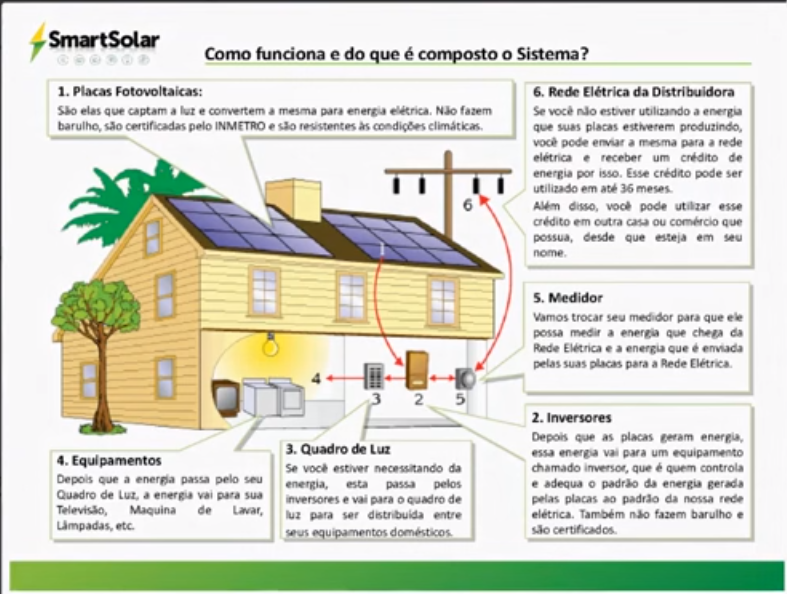 SmartSolar
Como funciona e do que é composto o Sistema?
1. Placas Fotovoltaicas:
São elas que captam a luz e convertem a mesma para energia elétrica. Não fazem
barulho, são certificadas pelo INMETRO e são resistentes às condições climáticas.
6. Rede Elétrica da Distribuidora
Se você não estiver utilizando a energia
que suas placas estiverem produzindo,
você pode enviar a mesma para a rede
elétrica e receber um crédito de
energia por isso. Esse crédito pode ser
utilizado em até 36 meses.
Além disso, você pode utilizar esse
crédito em outra casa ou comércio que
possua, desde que esteja em seu
nome.
6
1
5. Medidor
Vamos trocar seu medidor para que ele
possa medir a energia que chega da
Rede Elétrica e a energia que é enviada
pelas suas placas para a Rede Elétrica.
4
3
2
5
2. Inversores
Depois que as placas geram energia,
essa energia vai para um equipamento
chamado inversor, que é quem controla
e adequo o padrão da energia gerada
pelas placas ao padrão da nossa rede
elétrica. Também não fazem barulho e
são certificados.
3. Quadro de Luz
Se você estiver necessitando da
energia, esta passa pelos
inversores e vai para o quadro de
luz para ser distribuída entre
seus equipamentos domésticos.
4. Equipamentos
Depois que a energia passa pelo seu
Quadro de Luz, a energia vai para sua
Televisão, Maquina de Lavar,
Lâmpadas, etc.